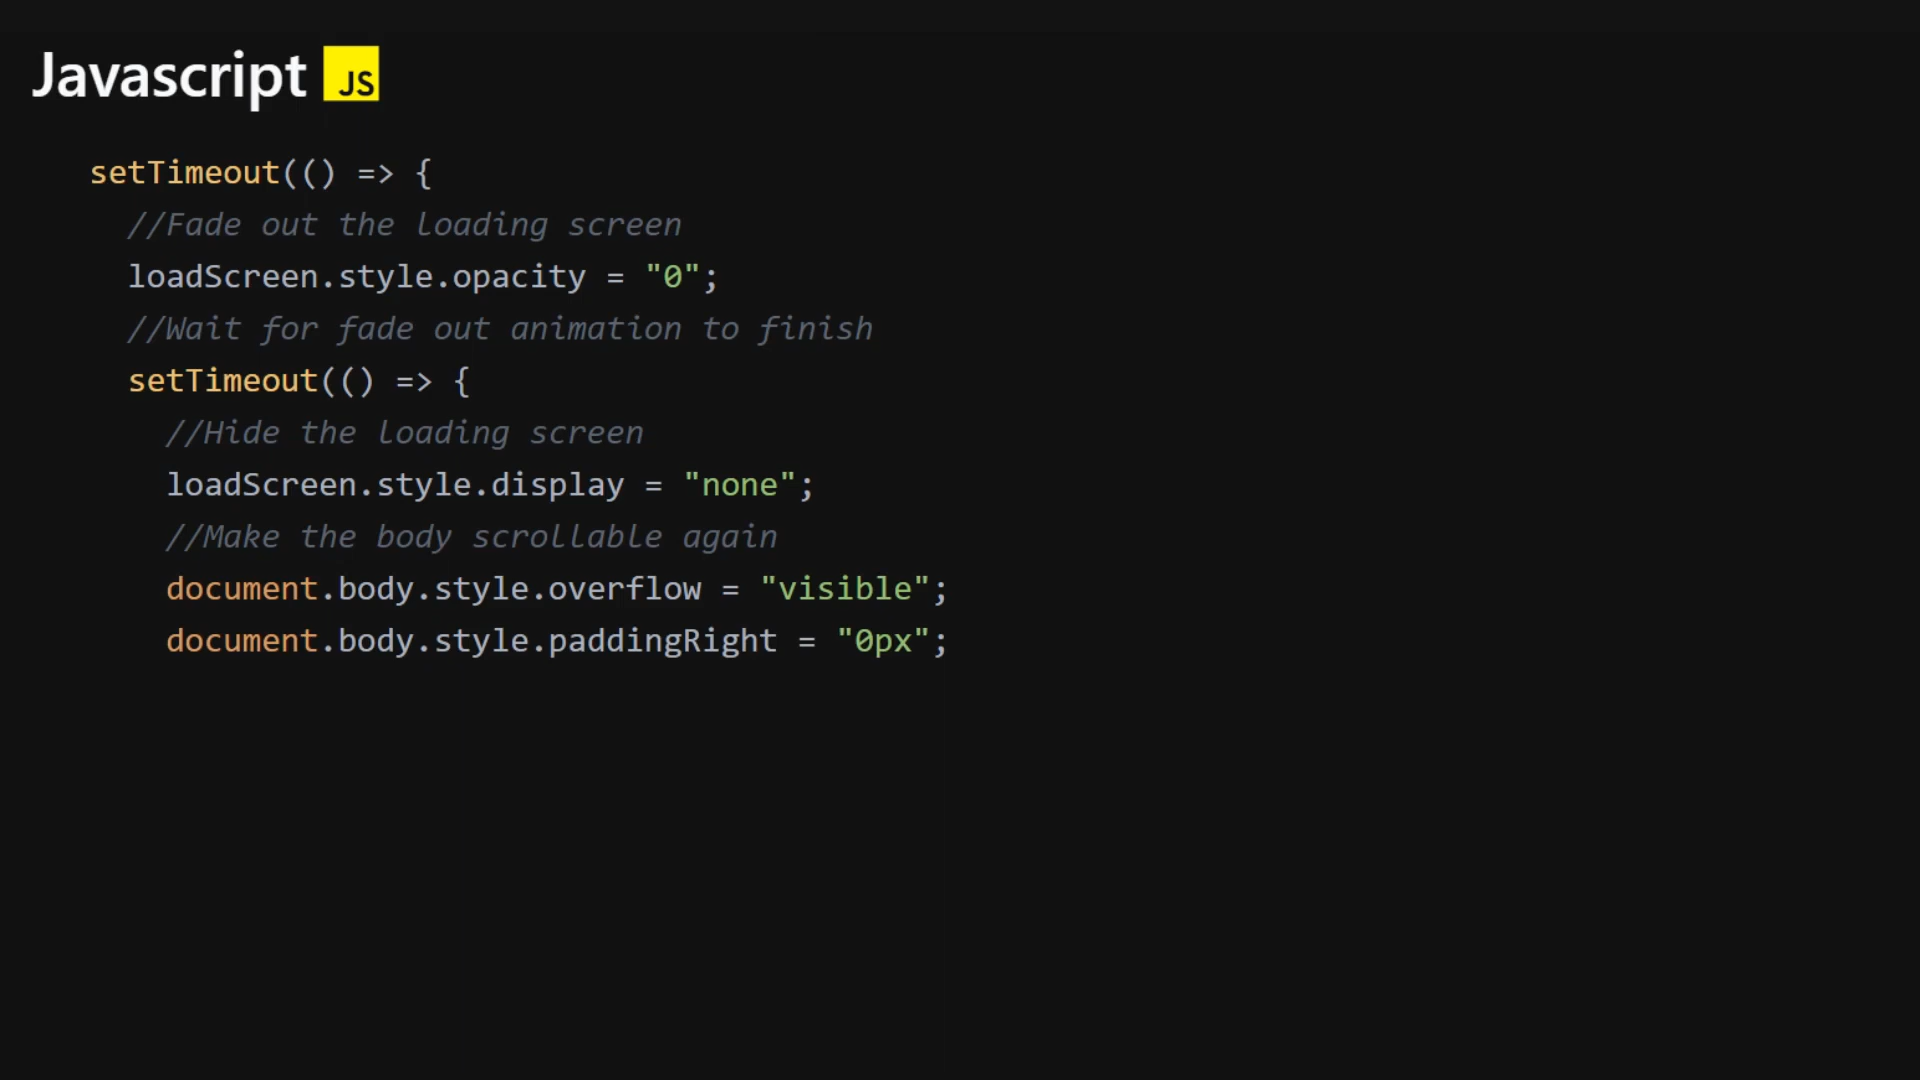 Javascript JS
setTimeout(() => {
//Fade out the loading screen
loadScreen.style.opacity = "0";
//Wait for fade out animation to finish
setTimeout(() => {
//Hide the loading screen
loadScreen.style.display = "none";
//Make the body scrollable again
document.body.style.overflow = "visible";
document.body.style.paddingRight = "0px";